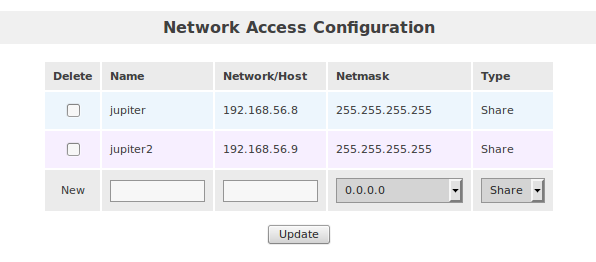 Network Access Configuration
Delete Name Network/Host Netmask Type
jupiter 192.168.56.8 255.255.255.255 Share
jupiter2 192.168.56.9 255.255.255.255 Share
New 0.0.0.0 Share
Update